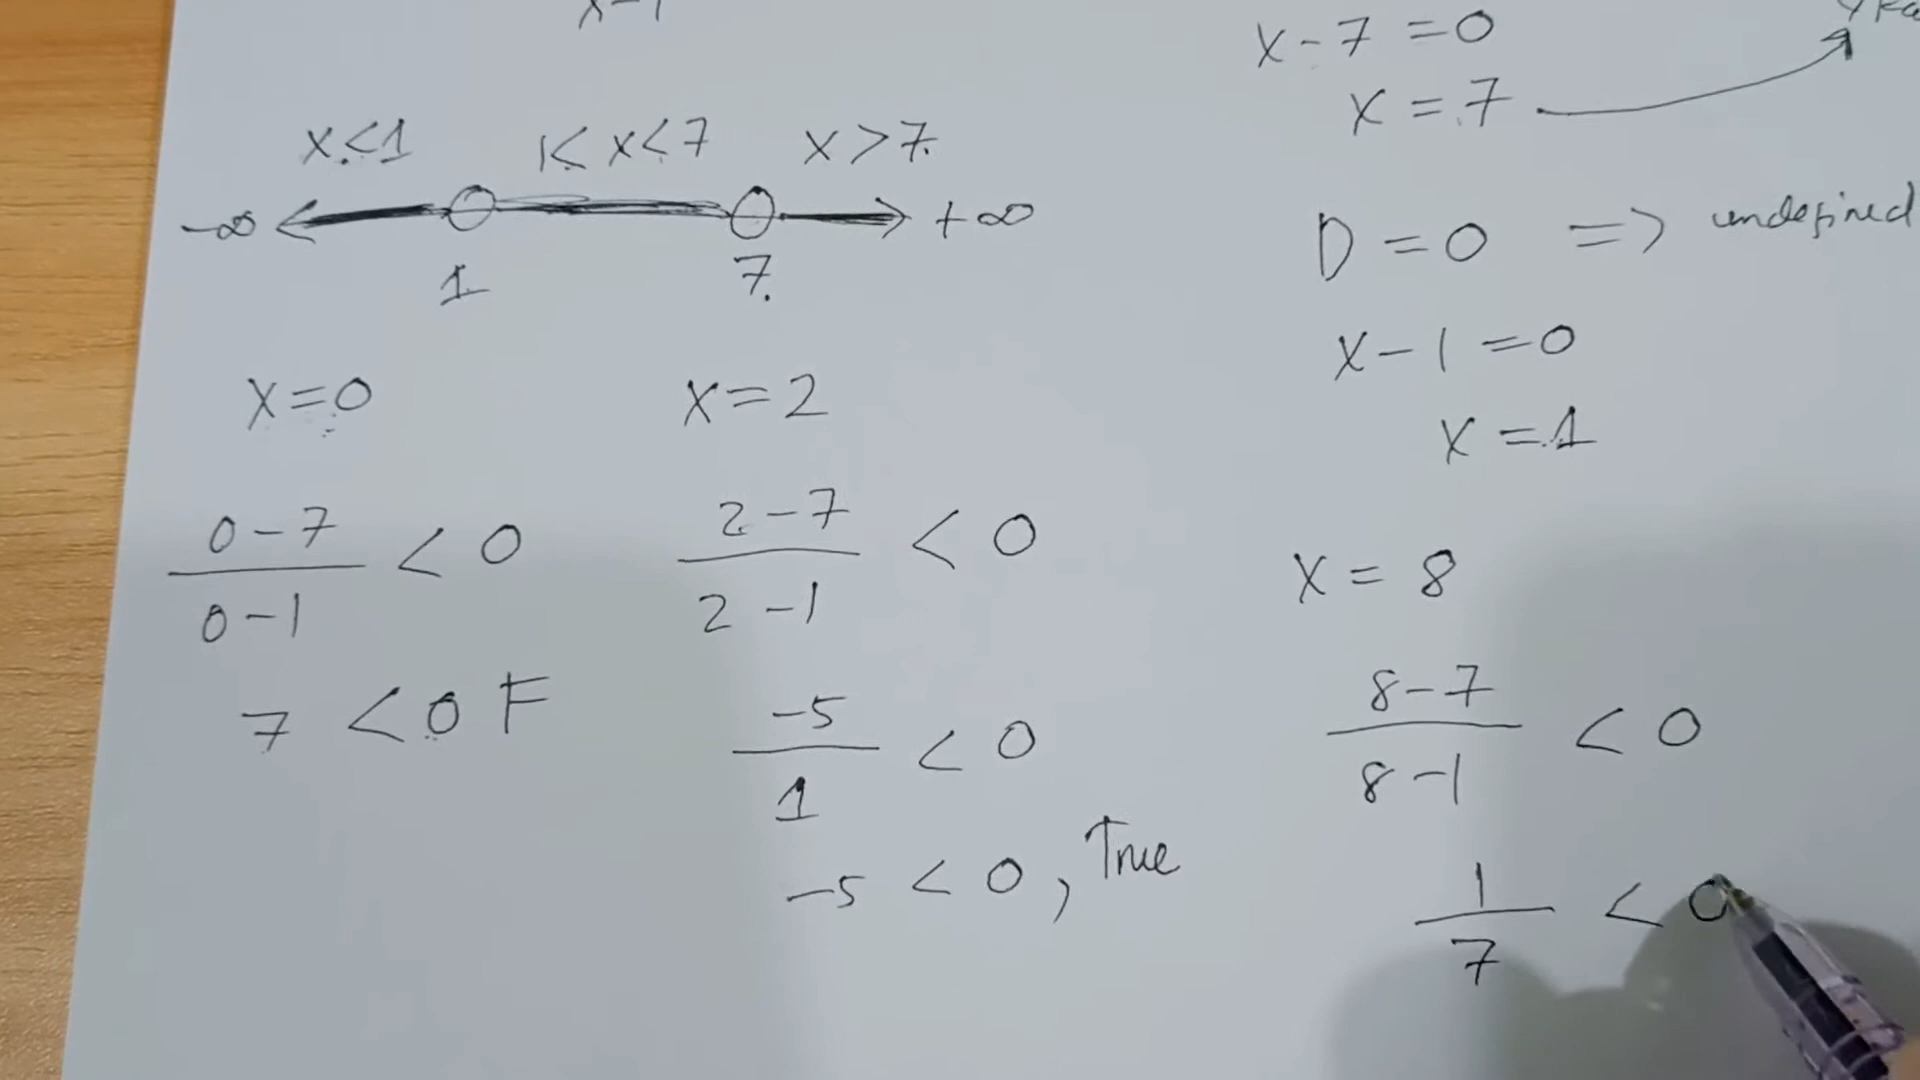 x-1
x<1 1< x<7 x>7
-∞ +∞
1 7
x=0 x=2
0-7
0-1
< 0
7 <0 F
2-7
2-1
< 0
-5
1
< 0
-5 < 0, True
x-7 =0
x=7
D=0 => undefined
x-1=0
x=1
x=8
8-7
8-1
< 0
1
7
< 0